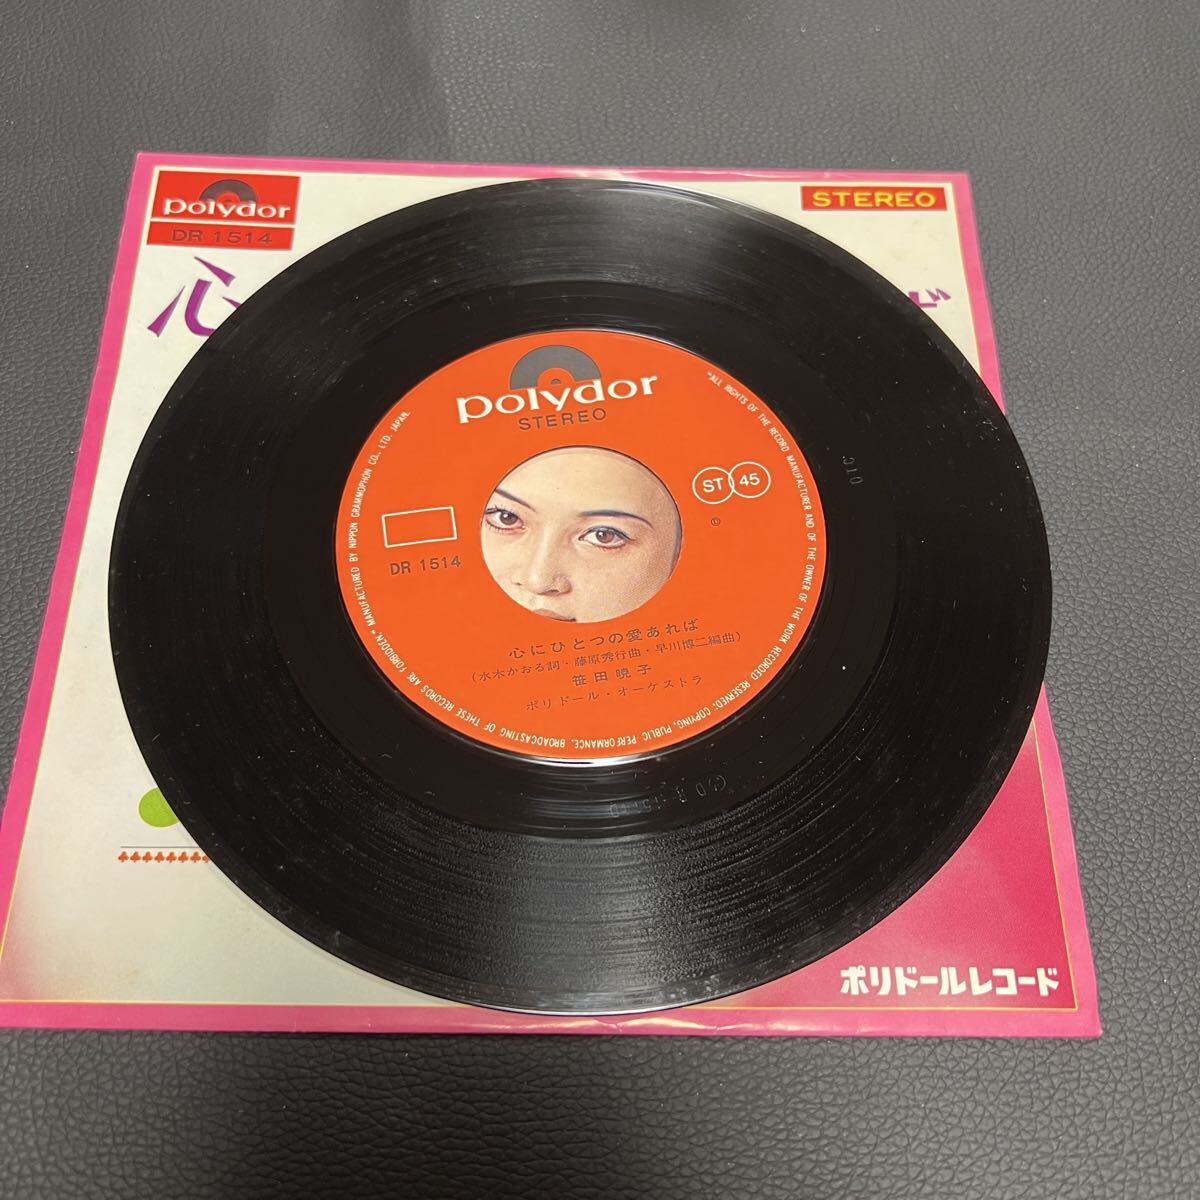 polydor
DR 1514
STEREO
心
ど
polydor
STEREO
ST 45
DR 1514
心にひとつの愛あれば
(水木かおる詞・藤原秀行曲・早川博二編曲)
笹田暁子
ポリドール・オーケストラ
"ALL RIGHTS OF THE RECORD MANUFACTURER AND OF THE OWNER OF THE WORK RECORDED RESERVED; COPYING, PUBLIC PERFORMANCE, BROADCASTING OF THESE RECORDS ARE FORBIDDEN." MANUFACTURED BY NIPPON GRAMMOPHON CO., LTD. JAPAN.
ポリドールレコード